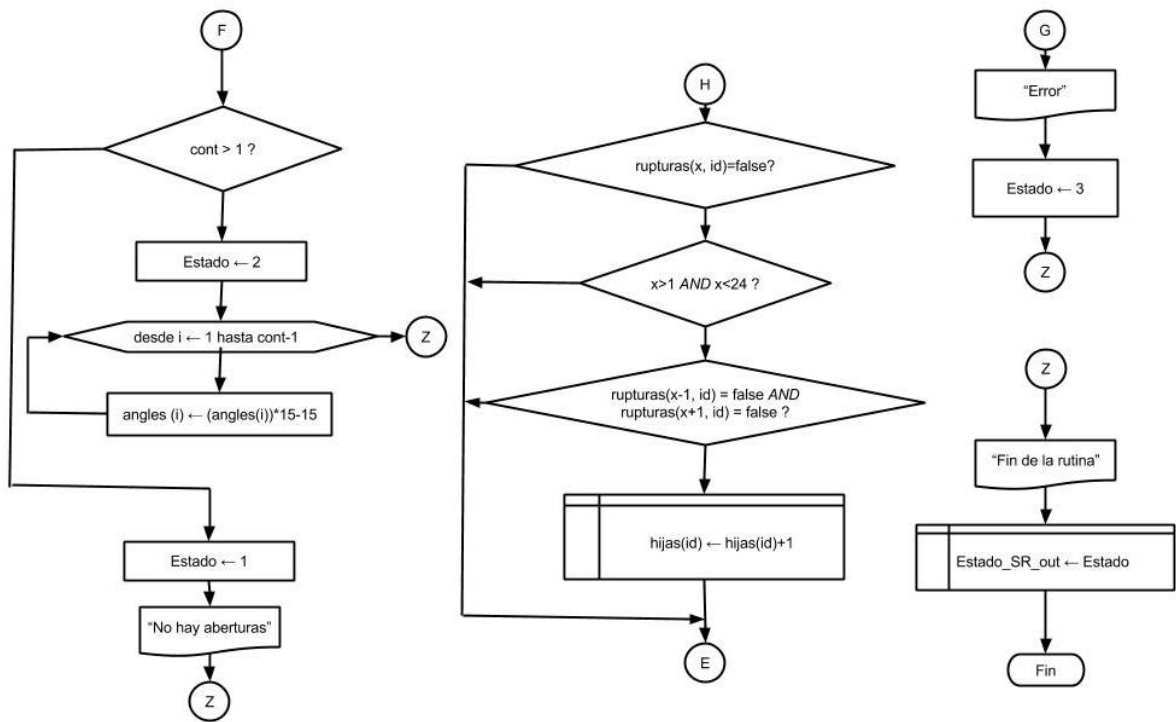 F
cont > 1 ?
Estado ← 2
desde i ← 1 hasta cont-1
Z
angles (i) ← (angles(i))*15-15
Estado ← 1
“No hay aberturas”
Z
H
rupturas(x, id)=false?
x>1 AND x<24 ?
rupturas(x-1, id) = false AND
rupturas(x+1, id) = false ?
hijas(id) ← hijas(id)+1
E
G
“Error”
Estado ← 3
Z
Z
“Fin de la rutina”
Estado_SR_out ← Estado
Fin